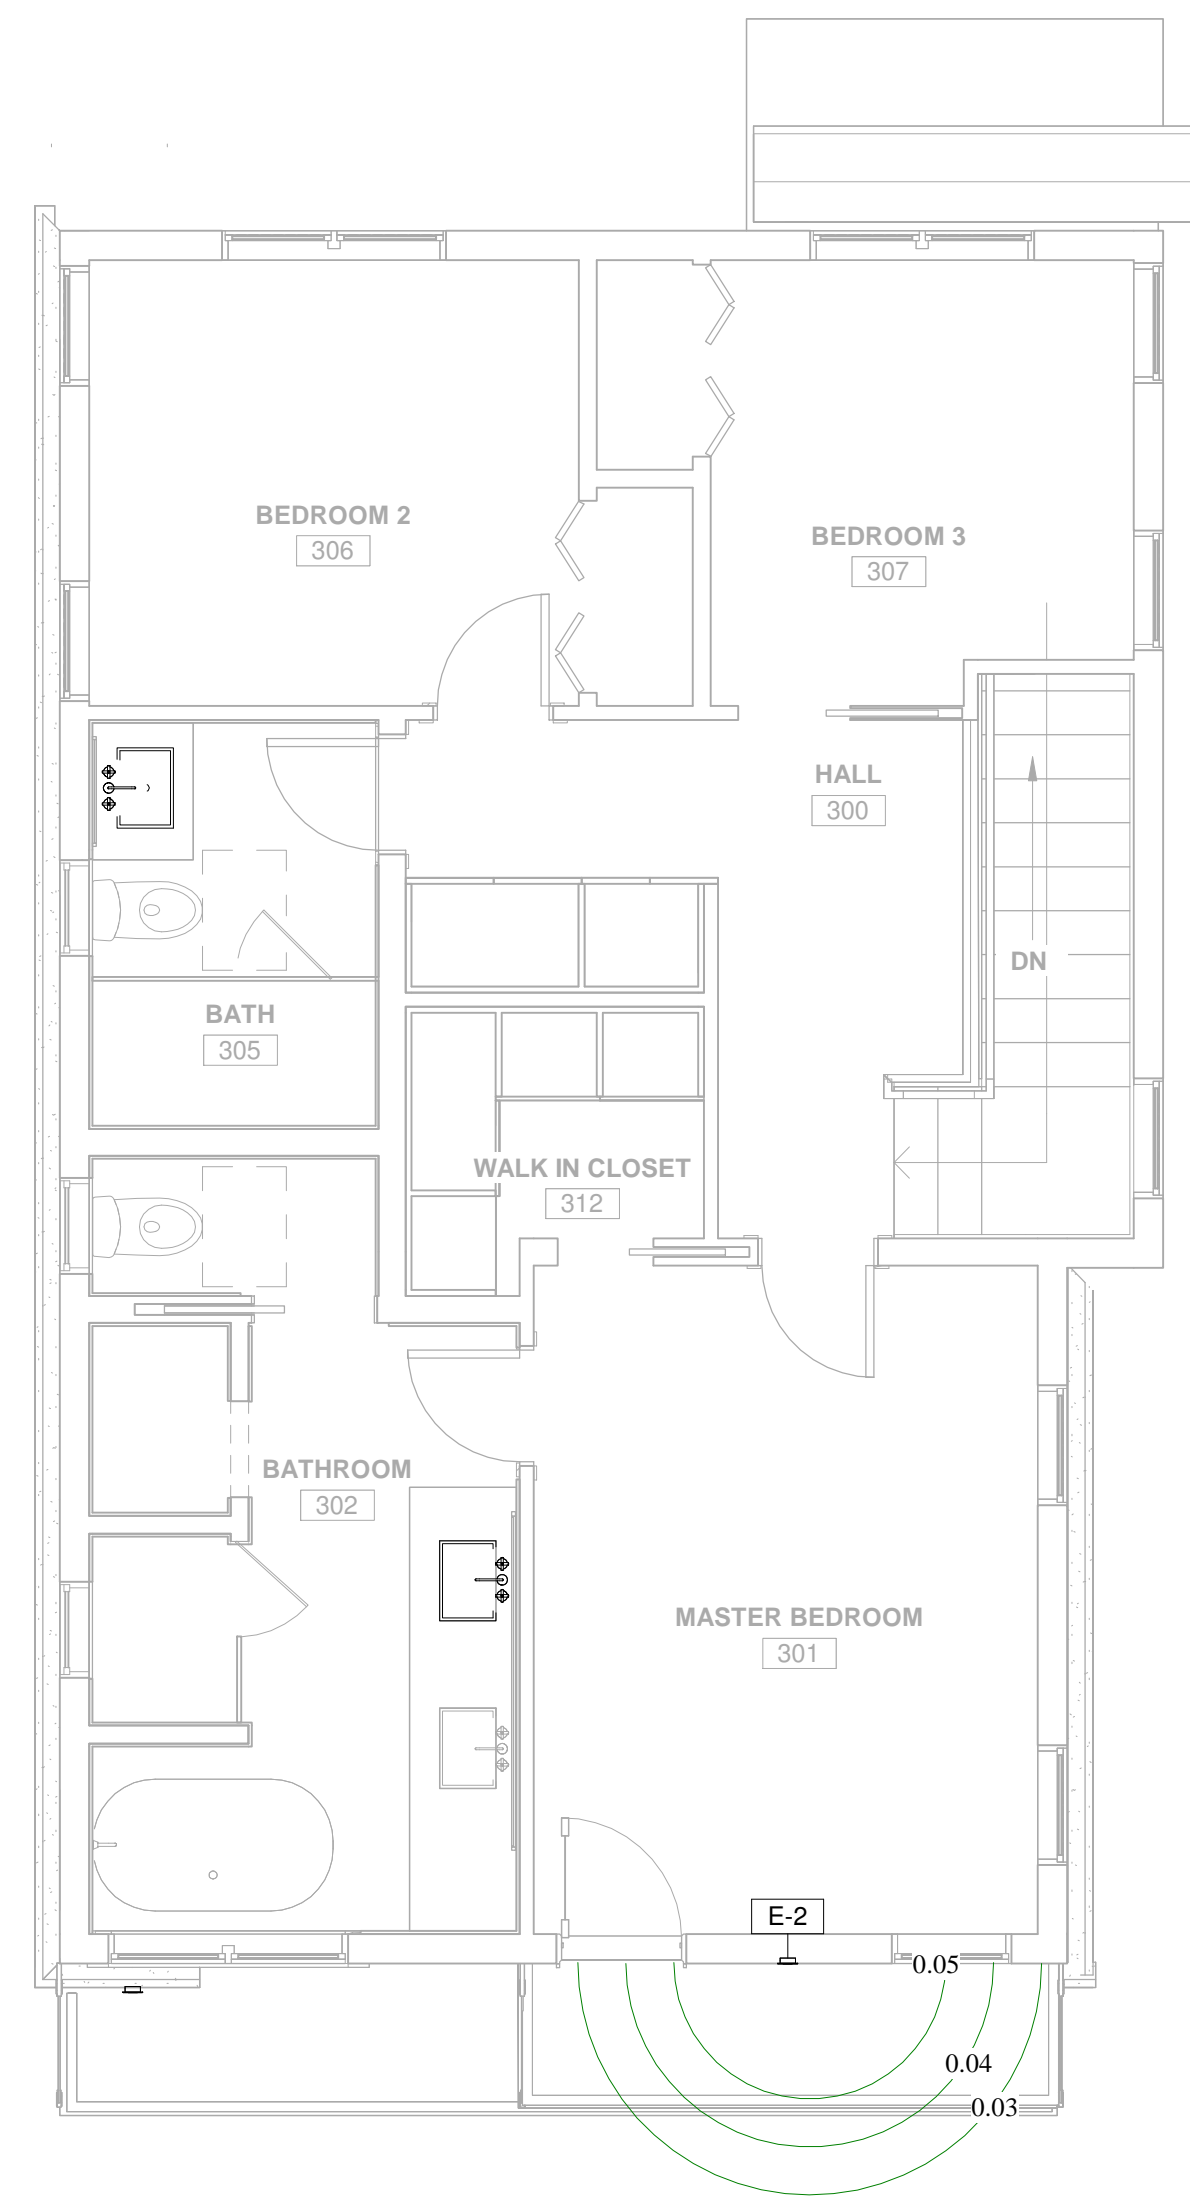 BEDROOM 2
306
BEDROOM 3
307
HALL
300
DN
BATH
305
WALK IN CLOSET
312
BATHROOM
302
MASTER BEDROOM
301
E-2
0.05
0.04
0.03